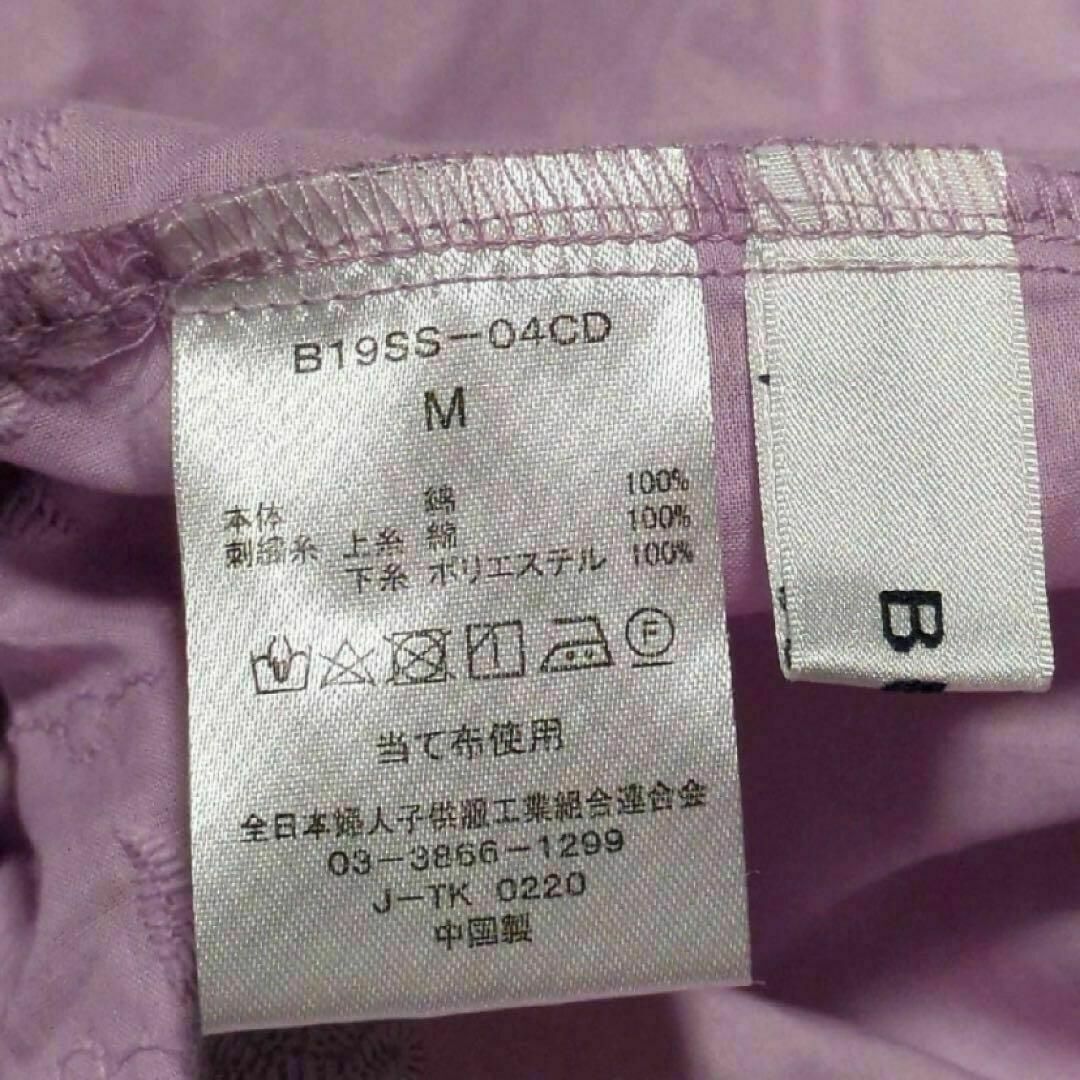 B19SS-04CD
M
本体 綿 100%
刺繍糸 上糸 綿 100%
下糸 ポリエステル 100%
F
当て布使用
全日本婦人子供服工業組合連合会
03-3866-1299
J-TK 0220
中国製
B